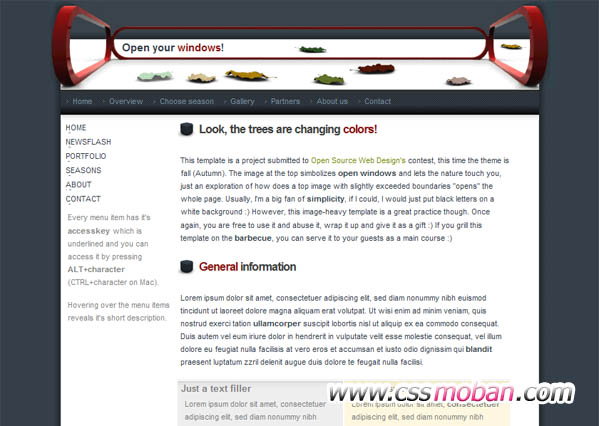 Open your windows!
Home Overview Choose season Gallery Partners About us Contact
HOME
NEWSFLASH
PORTFOLIO
SEASONS
ABOUT
CONTACT
Every menu item has it's
accesskey which is
underlined and you can
access it by pressing
ALT+character
(CTRL+character on Mac).
Hovering over the menu items
reveals it's short description.
Look, the trees are changing colors!
This template is a project submitted to Open Source Web Design's contest, this time the theme is
fall (Autumn). The image at the top simbolizes open windows and lets the nature touch you,
just an exploration of how does a top image with slightly exceeded boundaries "opens" the
whole page. Usually, I'm a big fan of simplicity, if I could, I would just put black letters on a
white background :) However, this image-heavy template is a great practice though. Once
again, you are free to use it and abuse it, wrap it up and give it as a gift :) If you grill this
template on the barbecue, you can serve it to your guests as a main course :)
General information
Lorem ipsum dolor sit amet, consectetuer adipiscing elit, sed diam nonummy nibh euismod
tincidunt ut laoreet dolore magna aliquam erat volutpat. Ut wisi enim ad minim veniam, quis
nostrud exerci tation ullamcorper suscipit lobortis nisl ut aliquip ex ea commodo consequat.
Duis autem vel eum iriure dolor in hendrerit in vulputate velit esse molestie consequat, vel illum
dolore eu feugiat nulla facilisis at vero eros et accumsan et iusto odio dignissim qui blandit
praesent luptatum zzril delenit augue duis dolore te feugait nulla facilisi.
Just a text filler
Lorem ipsum dolor sit amet,
adipiscing elit, sed diam nonummy nibh
Lorem ipsum dolor sit amet, consectetuer
adipiscing elit, sed diam nonummy nibh
www.cssmoban.com